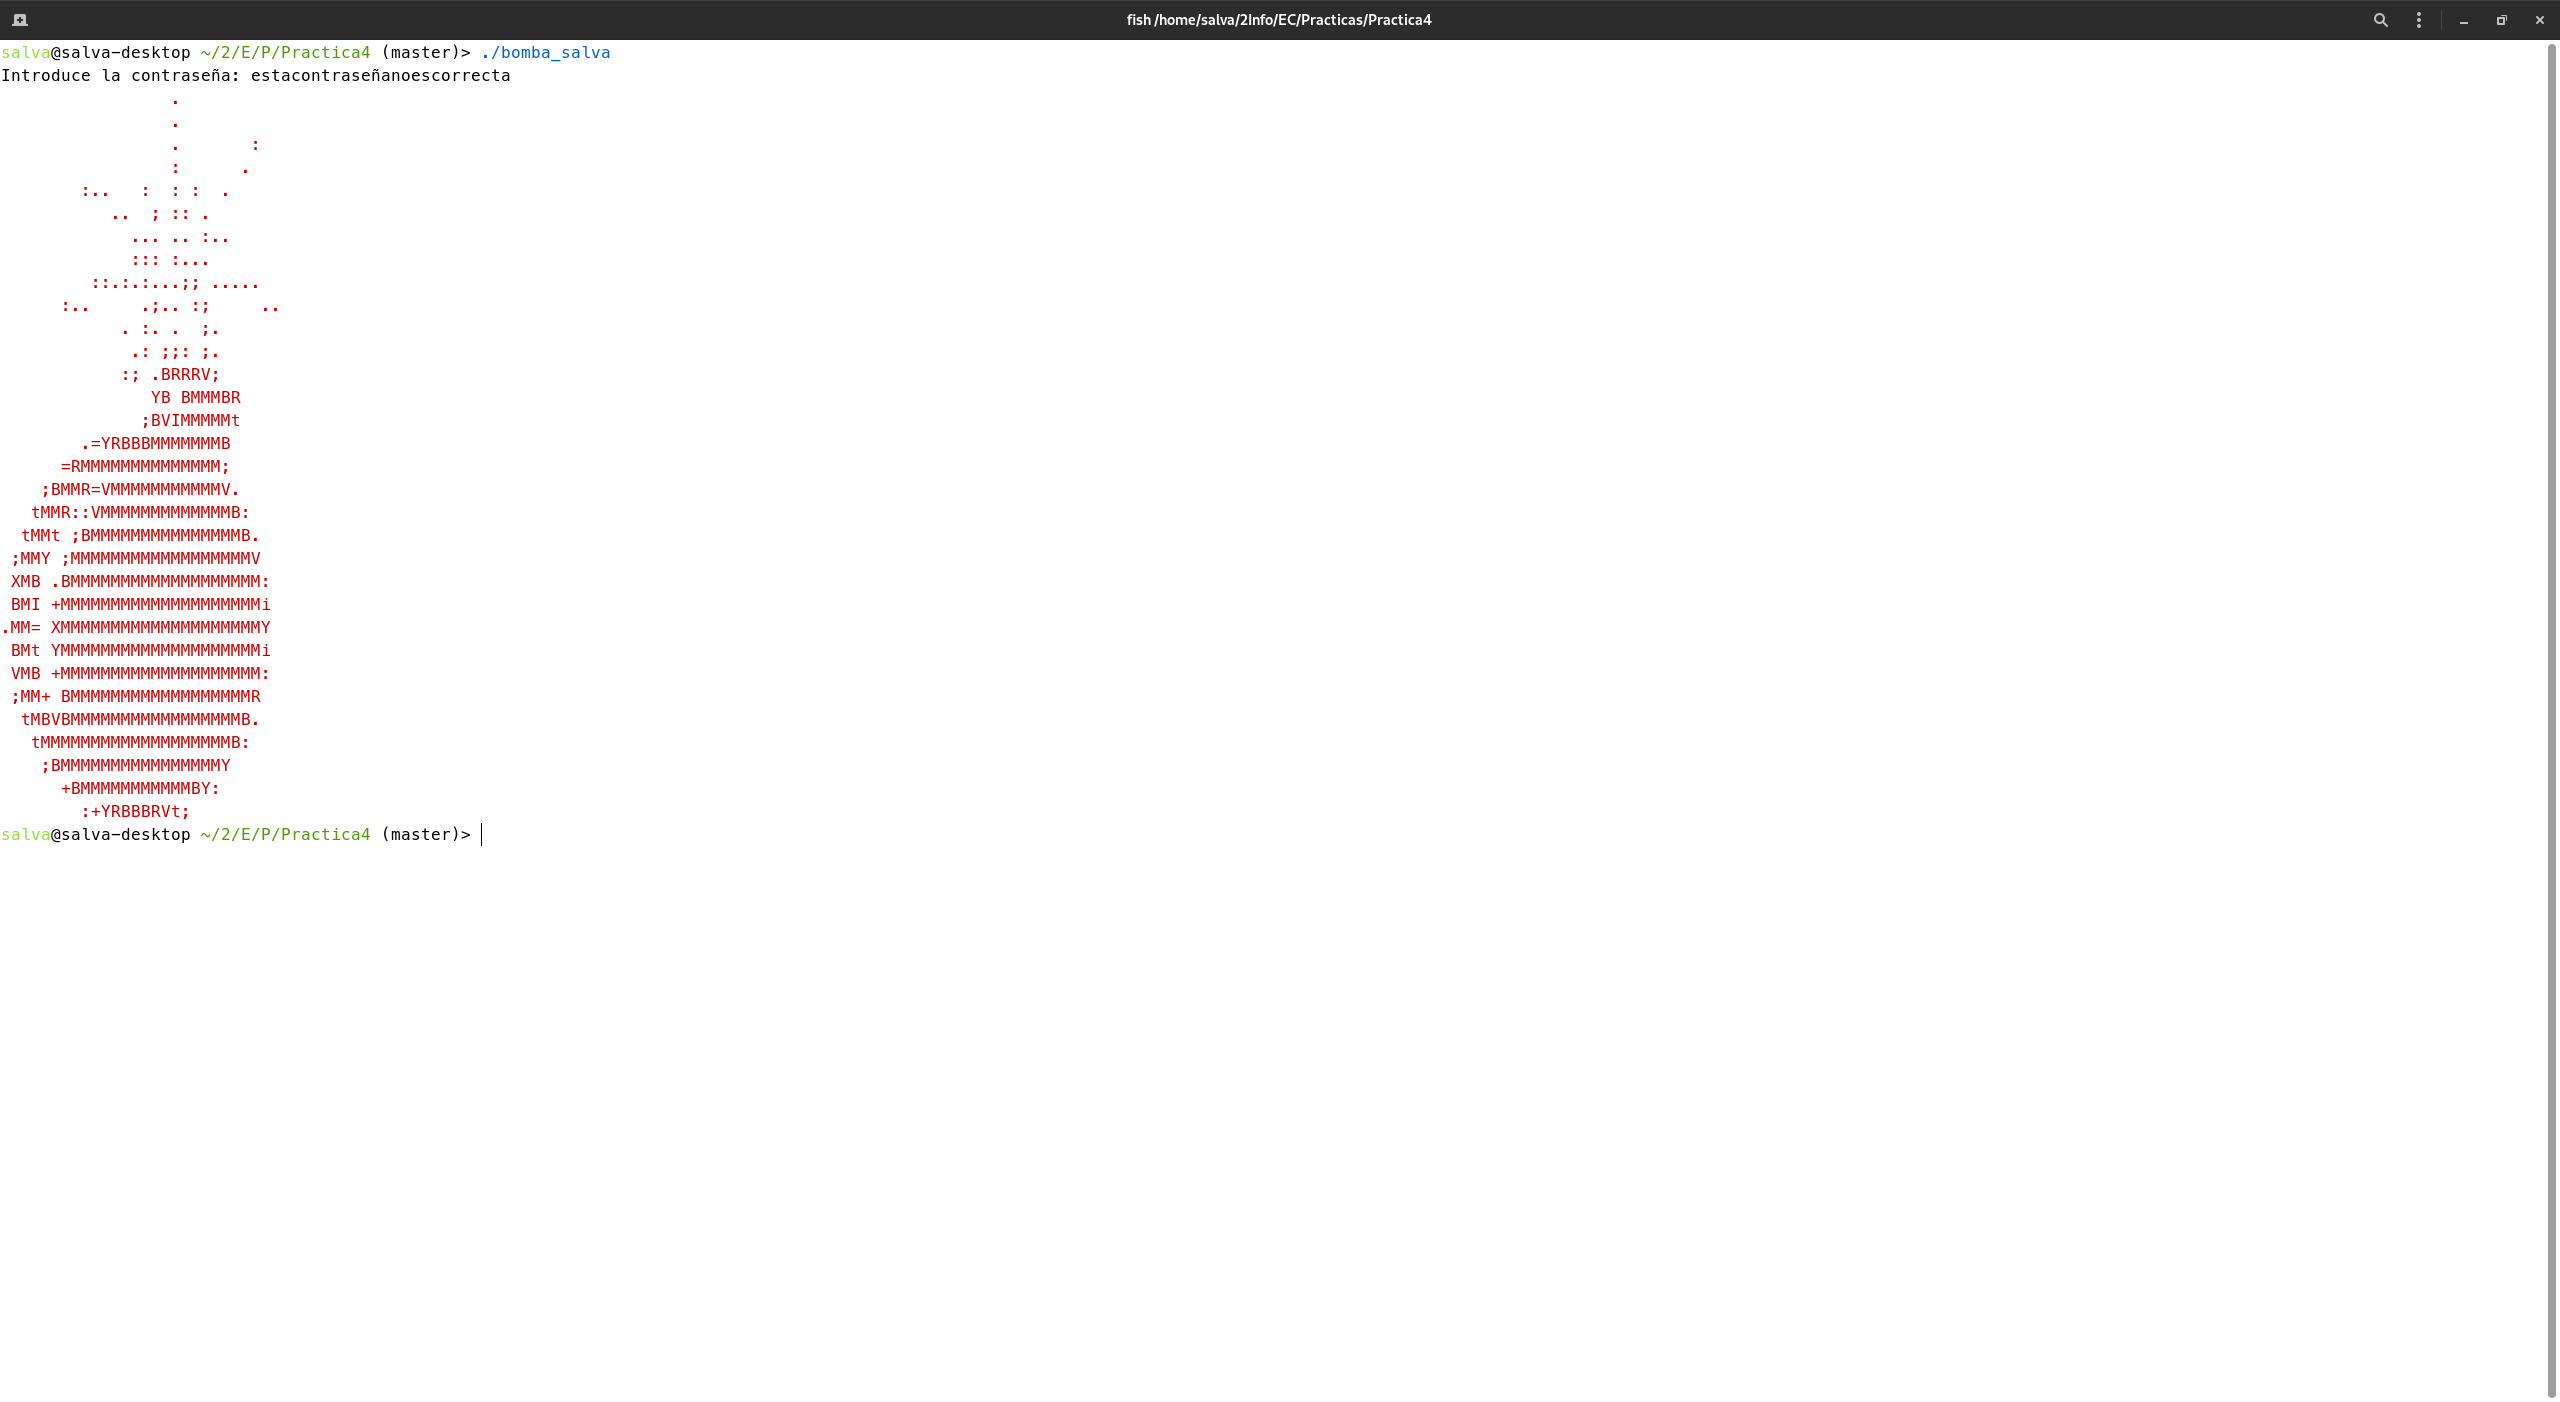 fish /home/salva/2Info/EC/Practicas/Practica4
salva@salva-desktop ~/2/E/P/Practica4 (master)> ./bomba_salva
Introduce la contraseña: estacontraseñanoescorrecta
                 .
                 .
                 .       :
                 :      .
        :..   :  : :  .
           ..  ; :: .
             ... .. :..
             ::: :...
         ::.:.:...;; .....
      :..     .;.. :;     ..
            . :. .  ;.
             .: ;;: ;.
            :; .BRRRV;
               YB BMMMBR
              ;BVIMMMMMt
        .=YRBBBMMMMMMMB
      =RMMMMMMMMMMMMMM;
    ;BMMR=VMMMMMMMMMMMV.
   tMMR::VMMMMMMMMMMMMMB:
  tMMt ;BMMMMMMMMMMMMMMMB.
 ;MMY ;MMMMMMMMMMMMMMMMMMV
 XMB .BMMMMMMMMMMMMMMMMMMM:
 BMI +MMMMMMMMMMMMMMMMMMMMi
.MM= XMMMMMMMMMMMMMMMMMMMMY
 BMt YMMMMMMMMMMMMMMMMMMMMi
 VMB +MMMMMMMMMMMMMMMMMMMM:
 ;MM+ BMMMMMMMMMMMMMMMMMMR
  tMBVBMMMMMMMMMMMMMMMMMB.
   tMMMMMMMMMMMMMMMMMMMB:
    ;BMMMMMMMMMMMMMMMMY
      +BMMMMMMMMMMMBY:
        :+YRBBBRVt;
salva@salva-desktop ~/2/E/P/Practica4 (master)>